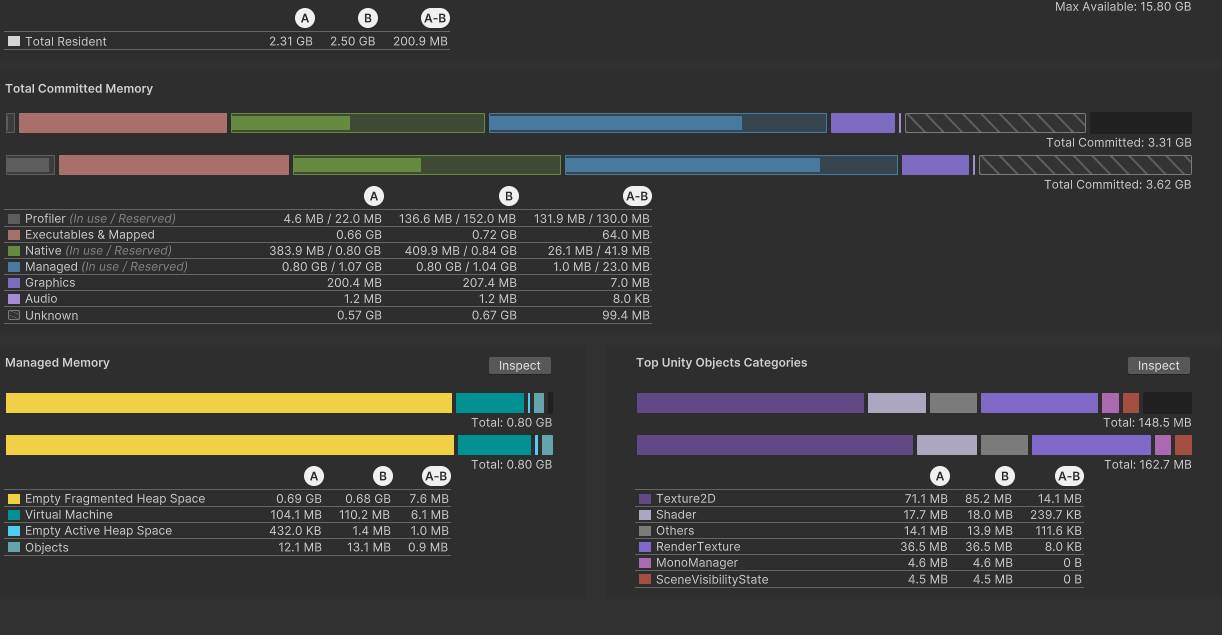 Max Available: 15.80 GB
A B A-B
Total Resident 2.31 GB 2.50 GB 200.9 MB
Total Committed Memory
Total Committed: 3.31 GB
Total Committed: 3.62 GB
A B A-B
Profiler (In use / Reserved) 4.6 MB / 22.0 MB 136.6 MB / 152.0 MB 131.9 MB / 130.0 MB
Executables & Mapped 0.66 GB 0.72 GB 64.0 MB
Native (In use / Reserved) 383.9 MB / 0.80 GB 409.9 MB / 0.84 GB 26.1 MB / 41.9 MB
Managed (In use / Reserved) 0.80 GB / 1.07 GB 0.80 GB / 1.04 GB 1.0 MB / 23.0 MB
Graphics 200.4 MB 207.4 MB 7.0 MB
Audio 1.2 MB 1.2 MB 8.0 KB
Unknown 0.57 GB 0.67 GB 99.4 MB
Managed Memory
Inspect
Total: 0.80 GB
Total: 0.80 GB
A B A-B
Empty Fragmented Heap Space 0.69 GB 0.68 GB 7.6 MB
Virtual Machine 104.1 MB 110.2 MB 6.1 MB
Empty Active Heap Space 432.0 KB 1.4 MB 1.0 MB
Objects 12.1 MB 13.1 MB 0.9 MB
Top Unity Objects Categories
Inspect
Total: 148.5 MB
Total: 162.7 MB
A B A-B
Texture2D 71.1 MB 85.2 MB 14.1 MB
Shader 17.7 MB 18.0 MB 239.7 KB
Others 14.1 MB 13.9 MB 111.6 KB
RenderTexture 36.5 MB 36.5 MB 8.0 KB
MonoManager 4.6 MB 4.6 MB 0 B
SceneVisibilityState 4.5 MB 4.5 MB 0 B